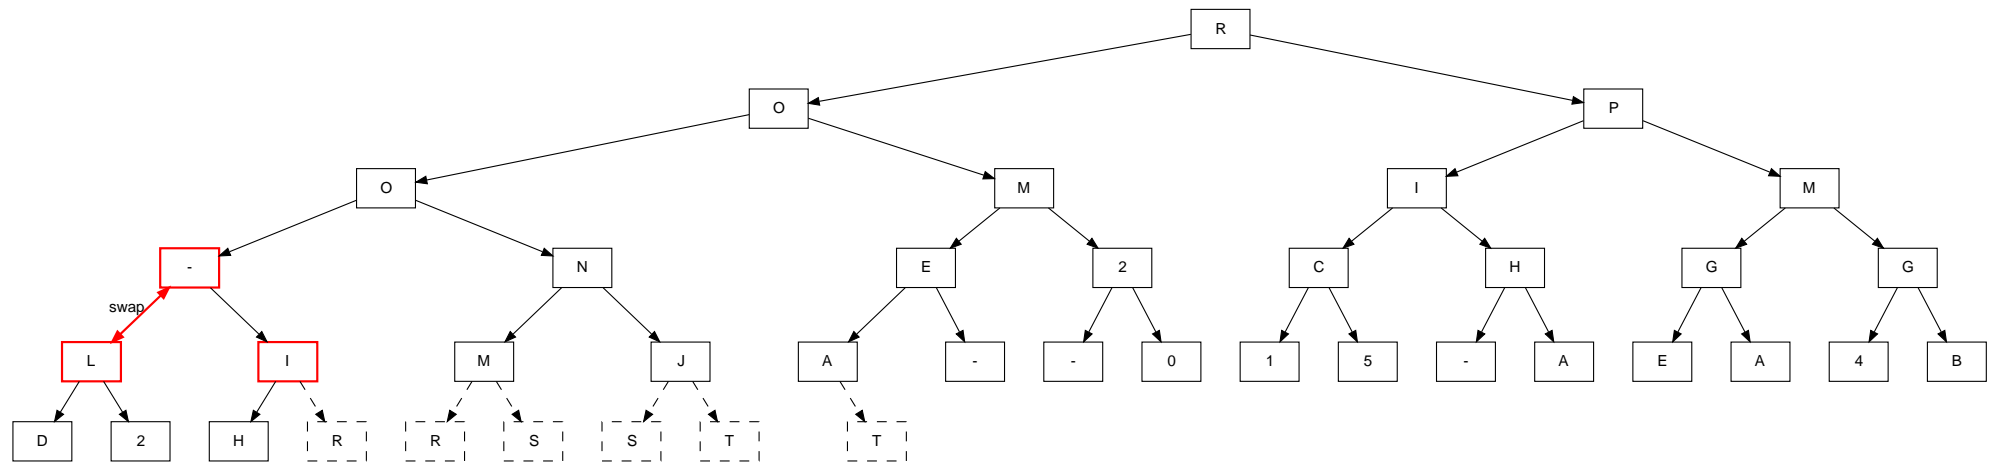 R
O P
O M I M
- N E 2 C H G G
swap
L I M J A - - 0 1 5 - A E A 4 B
D 2 H R R S S T T